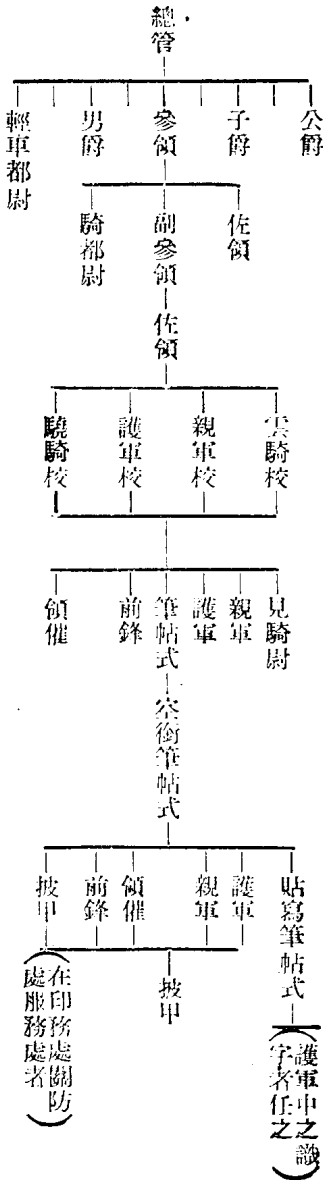 總管
公爵
子爵
參領
男爵
輕車都尉
佐領
副參領
騎都尉
佐領
雲騎校
親軍校
護軍校
驍騎校
見騎尉
親軍
護軍
筆帖式
前鋒
領催
空銜筆帖式
貼寫筆帖式
(護軍中之識
字者任之)
護軍
親軍
領催
前鋒
披甲
(在印務處關防
處服務處者)
披甲